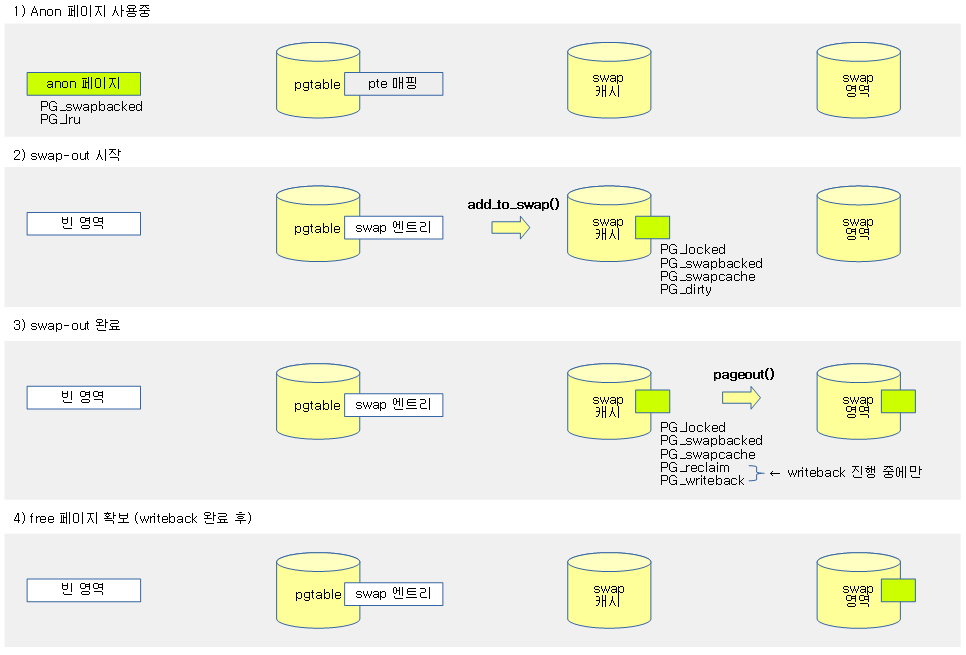 1) Anon 페이지 사용중
anon 페이지
PG_swapbacked
PG_lru
pgtable
pte 매핑
swap
캐시
swap
영역
2) swap-out 시작
빈 영역
pgtable
swap 엔트리
add_to_swap()
swap
캐시
PG_locked
PG_swapbacked
PG_swapcache
PG_dirty
swap
영역
3) swap-out 완료
빈 영역
pgtable
swap 엔트리
swap
캐시
PG_locked
PG_swapbacked
PG_swapcache
PG_reclaim
PG_writeback
← writeback 진행 중에만
pageout()
swap
영역
4) free 페이지 확보 (writeback 완료 후)
빈 영역
pgtable
swap 엔트리
swap
캐시
swap
영역